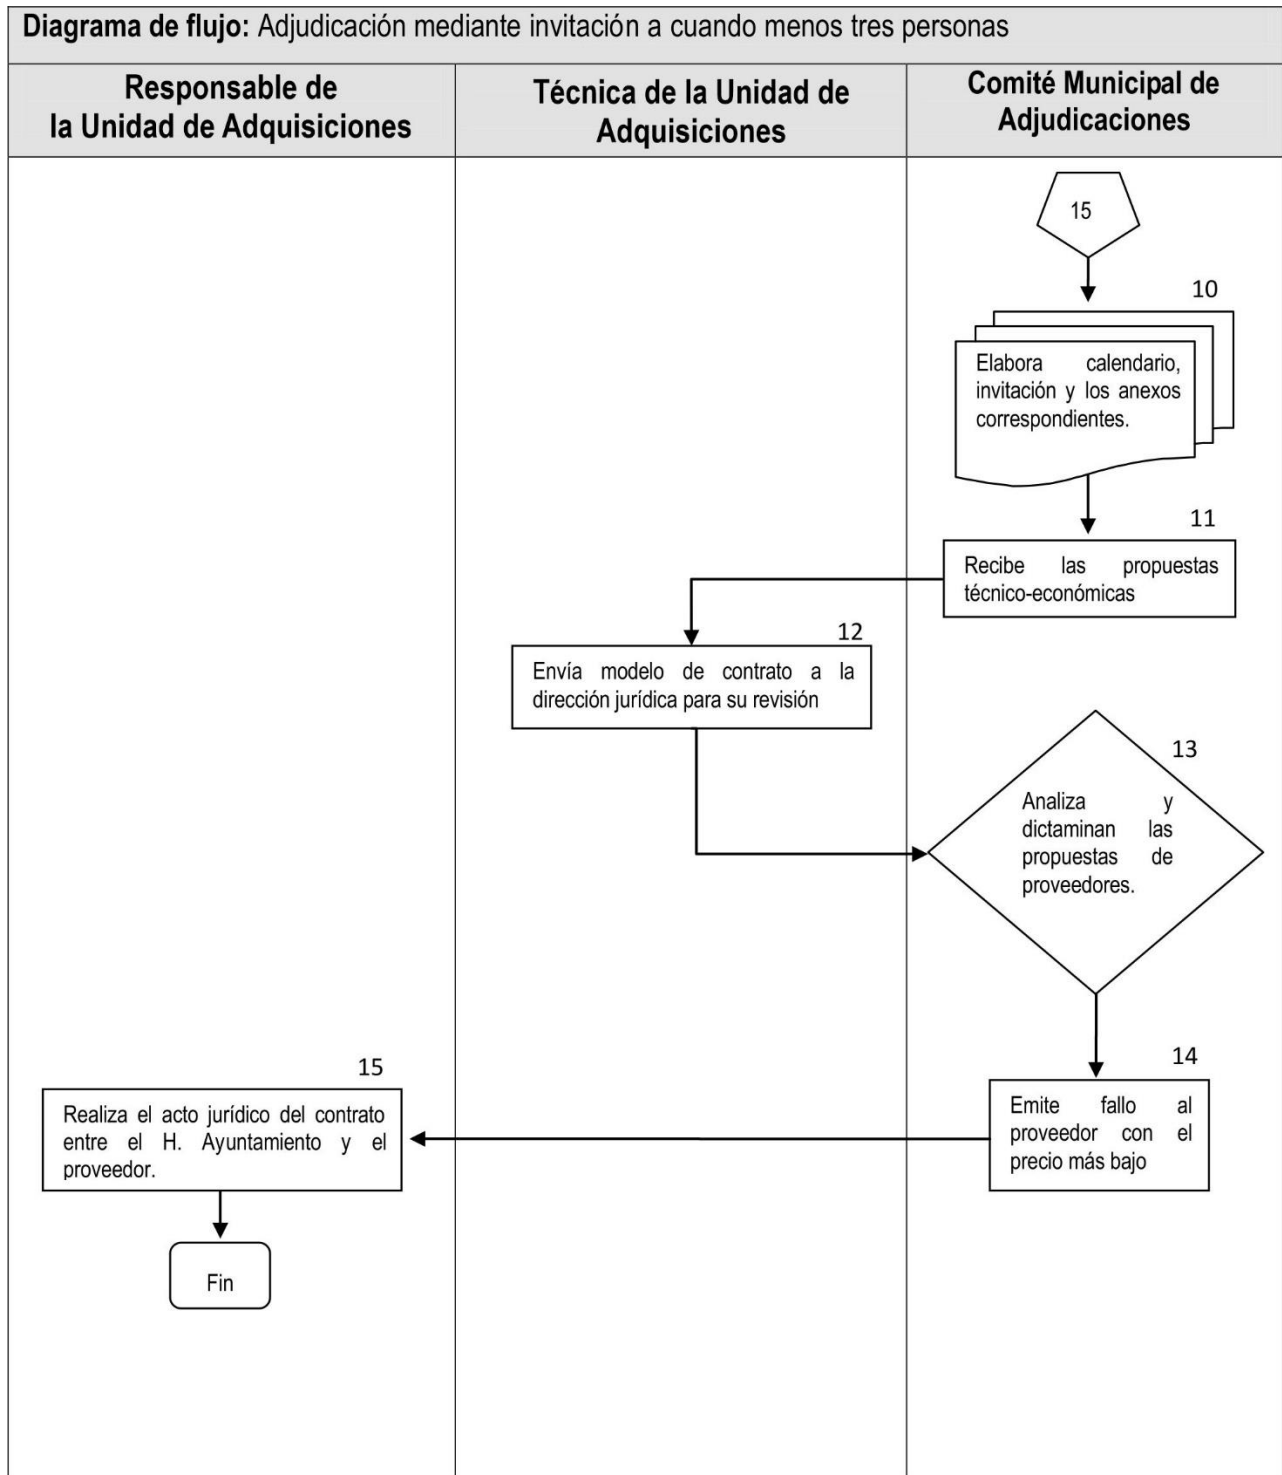 Diagrama de flujo: Adjudicación mediante invitación a cuando menos tres personas
Responsable de
la Unidad de Adquisiciones
Técnica de la Unidad de
Adquisiciones
Comité Municipal de
Adjudicaciones
15
10
Elabora calendario,
invitación y los anexos
correspondientes.
11
Recibe las propuestas
técnico-económicas
12
Envía modelo de contrato a la
dirección jurídica para su revisión
13
Analiza y
dictaminan las
propuestas de
proveedores.
14
Emite fallo al
proveedor con el
precio más bajo
15
Realiza el acto jurídico del contrato
entre el H. Ayuntamiento y el
proveedor.
Fin